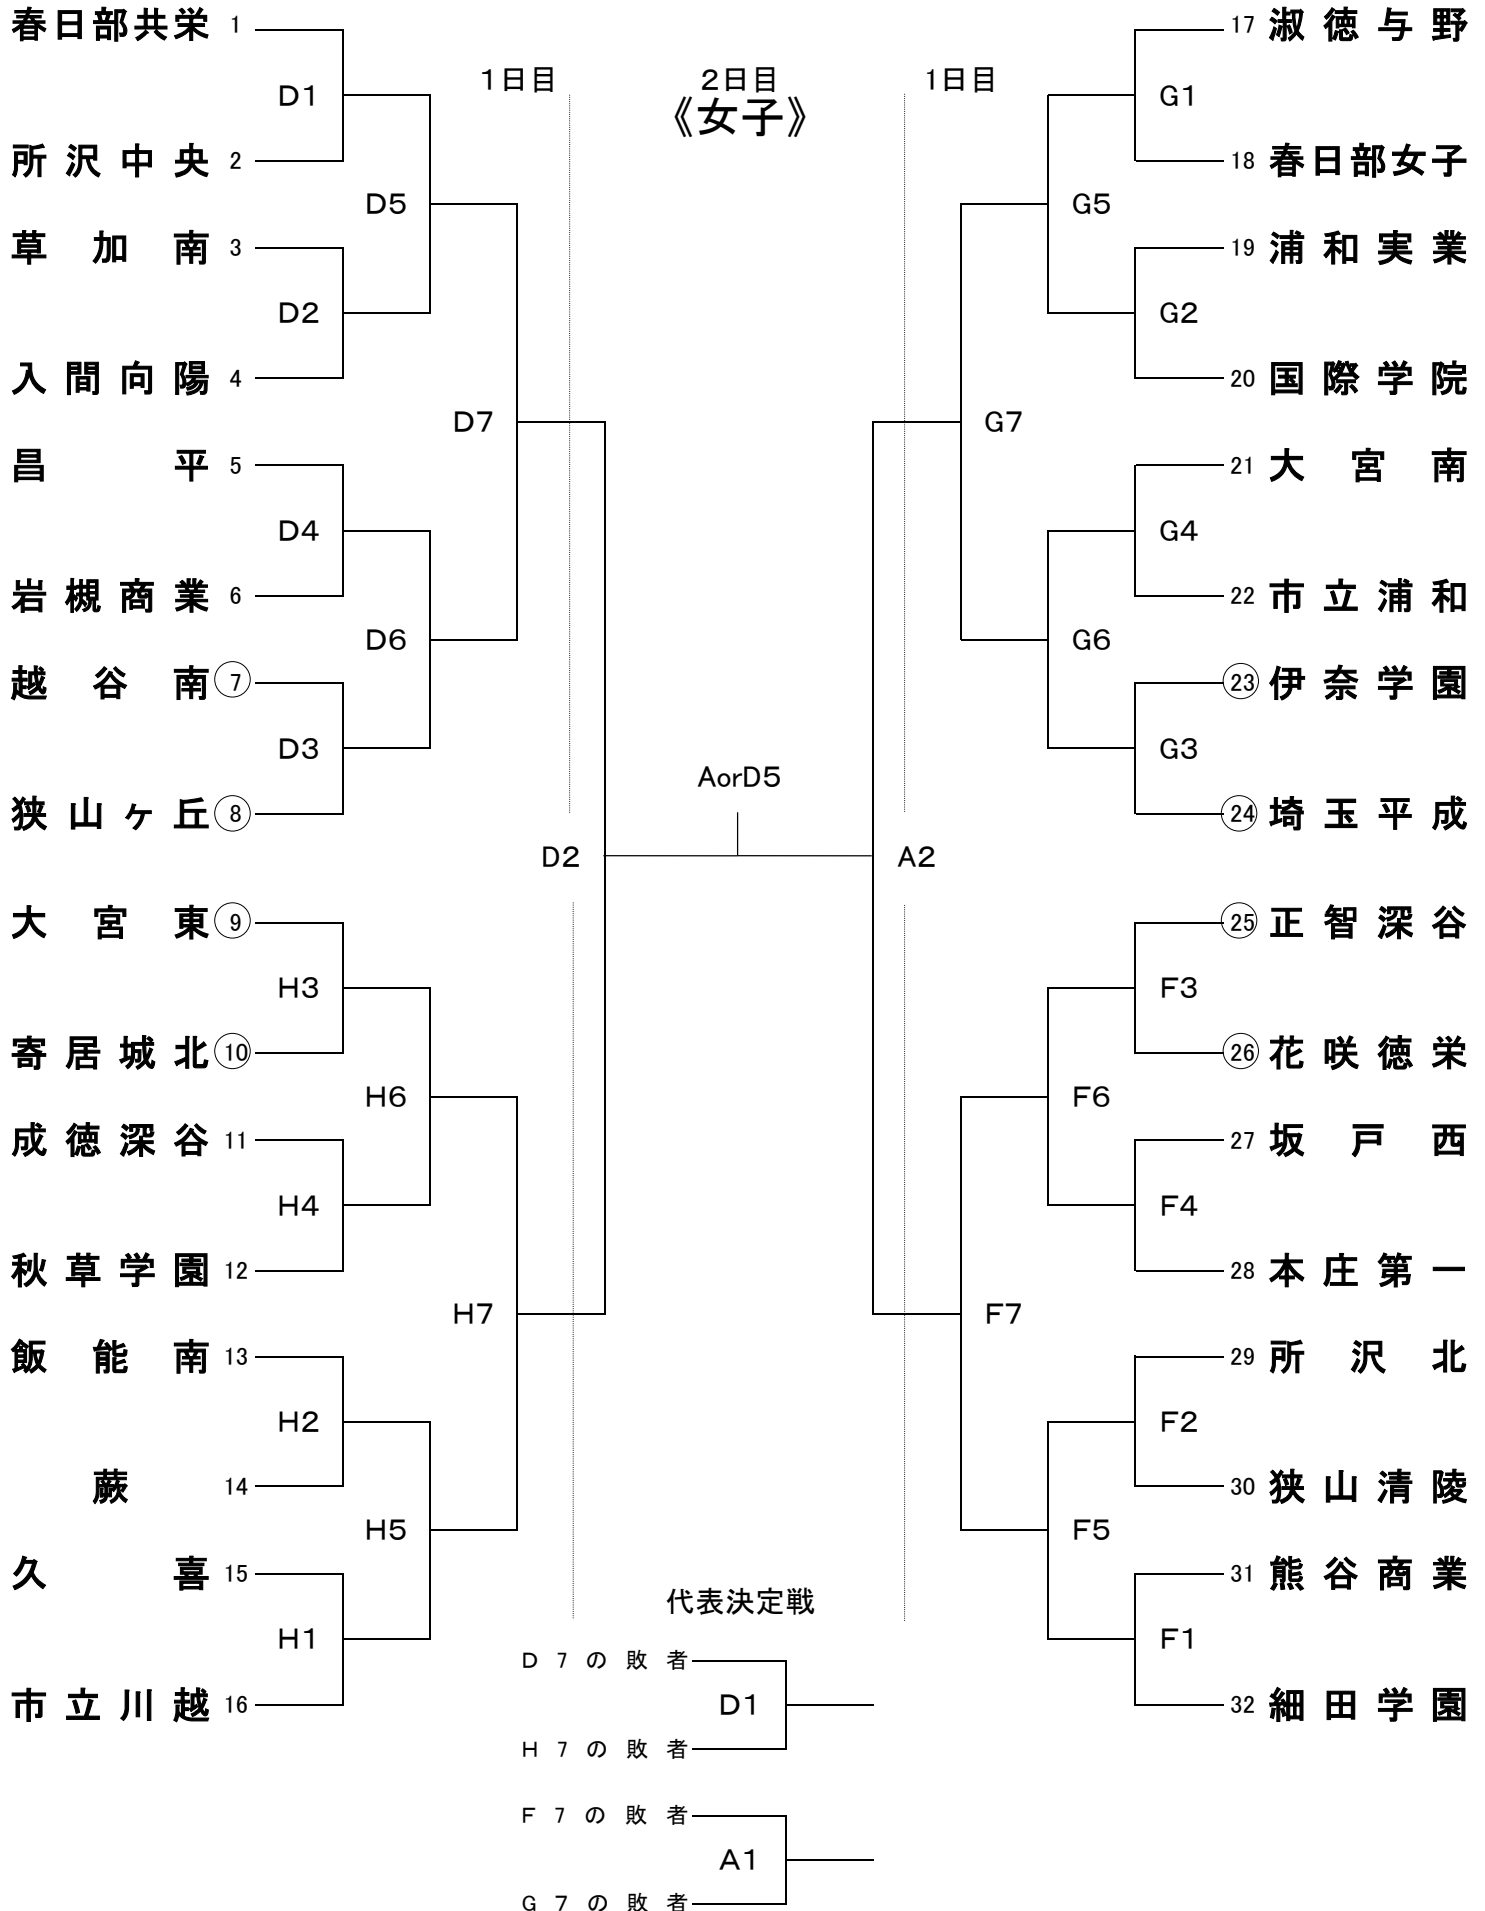 春日部共栄 1
D1
所沢中央 2
D5
草加南 3
D2
入間向陽 4
D7
昌平 5
D4
岩槻商業 6
D6
越谷南 ⑦
D3
狭山ヶ丘 ⑧
D2
大宮東 ⑨
H3
寄居城北 ⑩
H6
成徳深谷 11
H4
秋草学園 12
H7
飯能南 13
H2
蕨 14
H5
久喜 15
H1
市立川越 16
1日目
2日目
1日目
《女子》
AorD5
17 淑徳与野
G1
18 春日部女子
G5
19 浦和実業
G2
20 国際学院
G7
21 大宮南
G4
22 市立浦和
G6
㉓ 伊奈学園
G3
㉔ 埼玉平成
A2
㉕ 正智深谷
F3
㉖ 花咲徳栄
F6
27 坂戸西
F4
28 本庄第一
F7
29 所沢北
F2
30 狭山清陵
F5
31 熊谷商業
F1
32 細田学園
代表決定戦
D7の敗者
D1
H7の敗者
F7の敗者
A1
G7の敗者